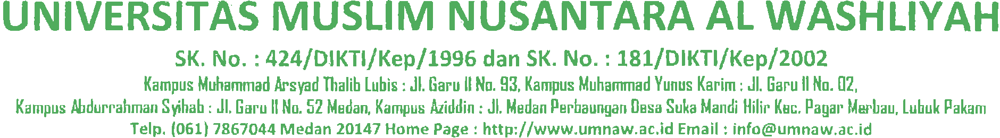 UNIVERSITAS MUSLIM NUSANTARA AL WASHLIYAH
SK. No. : 424/DIKTI/Kep/1996 dan SK. No. : 181/DIKTI/Kep/2002
Kampus Muhammad Arsyad Thalib Lubis : Jl. Garu II No. 93, Kampus Muhammad Yunus Karim : Jl. Garu II No. 02,
Kampus Abdurrahman Syihab : Jl. Garu II No. 52 Medan, Kampus Aziddin : Jl. Medan Perbaungan Desa Suka Mandi Hilir Kec. Pagar Merbau, Lubuk Pakam
Telp. (061) 7867044 Medan 20147 Home Page : http://www.umnaw.ac.id Email : info@umnaw.ac.id